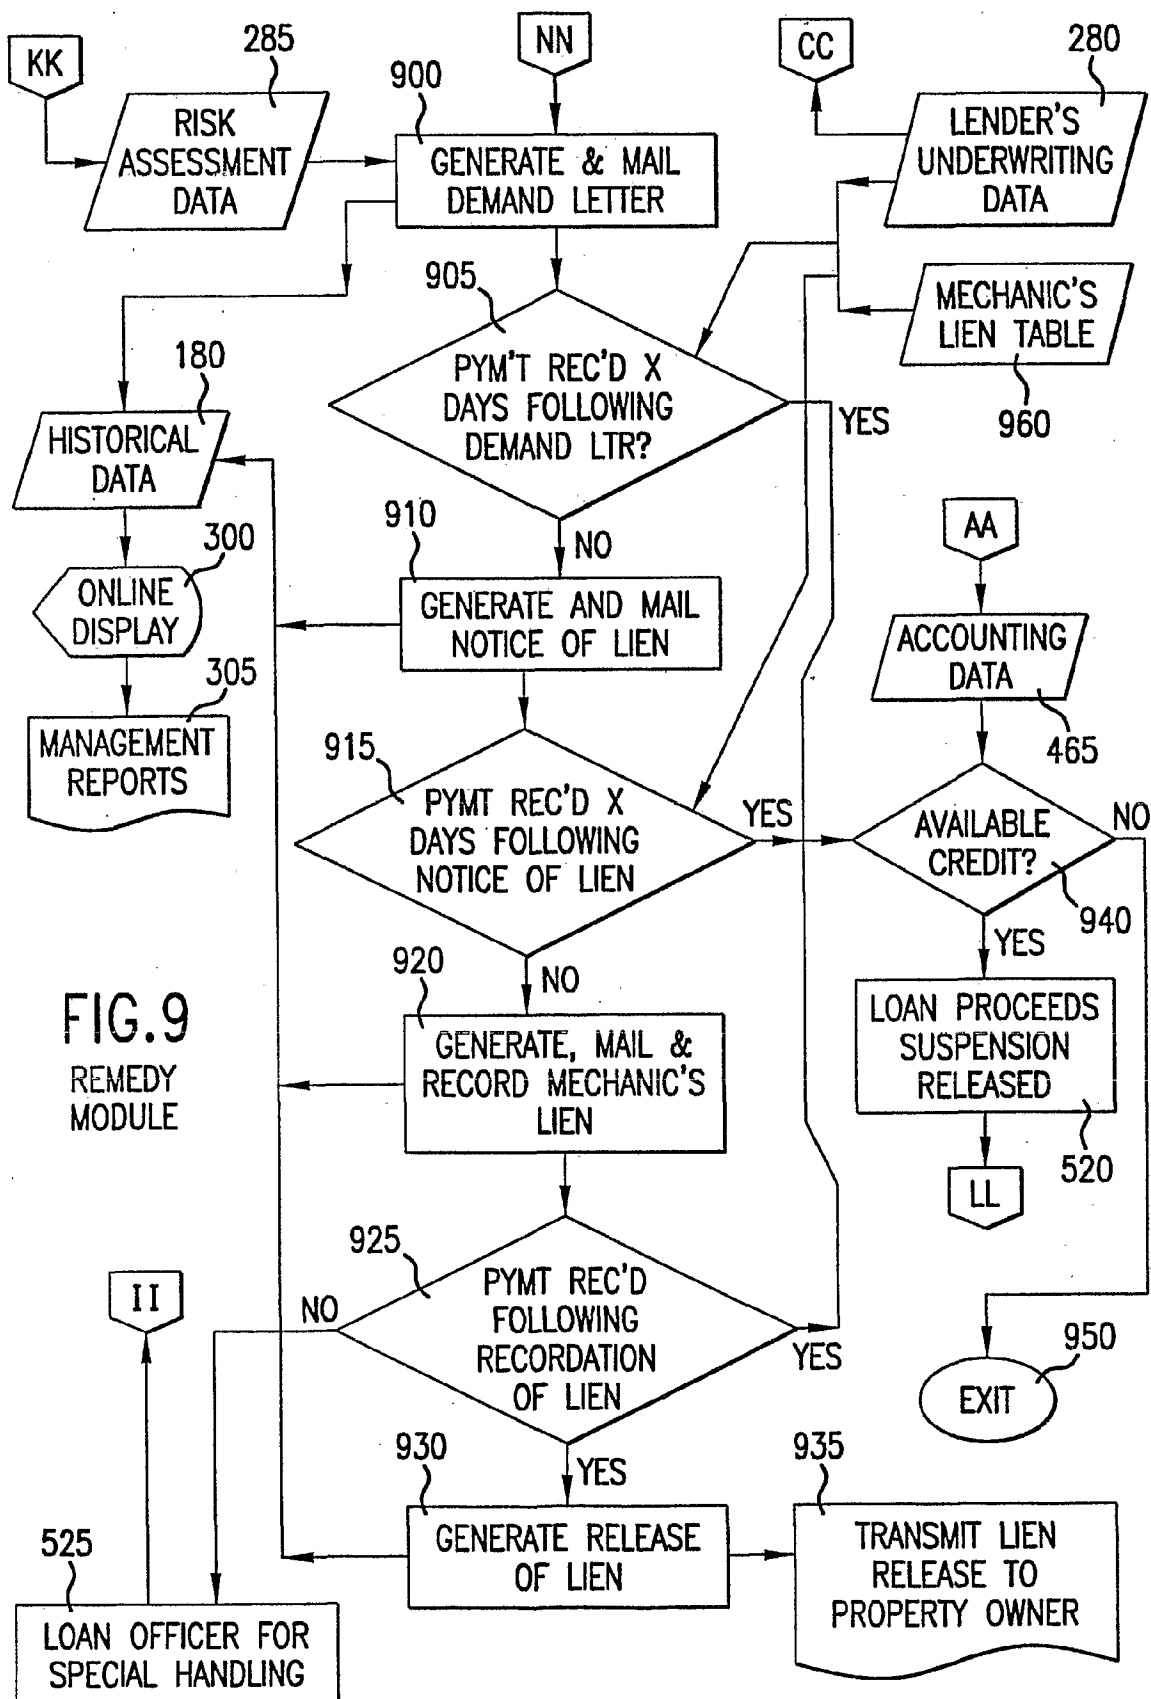 KK
285
NN
CC
280
900
RISK
ASSESSMENT
DATA
GENERATE & MAIL
DEMAND LETTER
LENDER'S
UNDERWRITING
DATA
905
MECHANIC'S
LIEN TABLE
960
180
PYM'T REC'D X
DAYS FOLLOWING
DEMAND LTR?
YES
HISTORICAL
DATA
910
NO
AA
300
ONLINE
DISPLAY
GENERATE AND MAIL
NOTICE OF LIEN
ACCOUNTING
DATA
465
305
MANAGEMENT
REPORTS
915
PYMT REC'D X
DAYS FOLLOWING
NOTICE OF LIEN
YES
AVAILABLE
CREDIT?
NO
940
YES
920
NO
FIG.9
REMEDY
MODULE
GENERATE, MAIL &
RECORD MECHANIC'S
LIEN
LOAN PROCEEDS
SUSPENSION
RELEASED
520
LL
925
II
NO
PYMT REC'D
FOLLOWING
RECORDATION
OF LIEN
YES
950
EXIT
930
YES
935
GENERATE RELEASE
OF LIEN
TRANSMIT LIEN
RELEASE TO
PROPERTY OWNER
525
LOAN OFFICER FOR
SPECIAL HANDLING